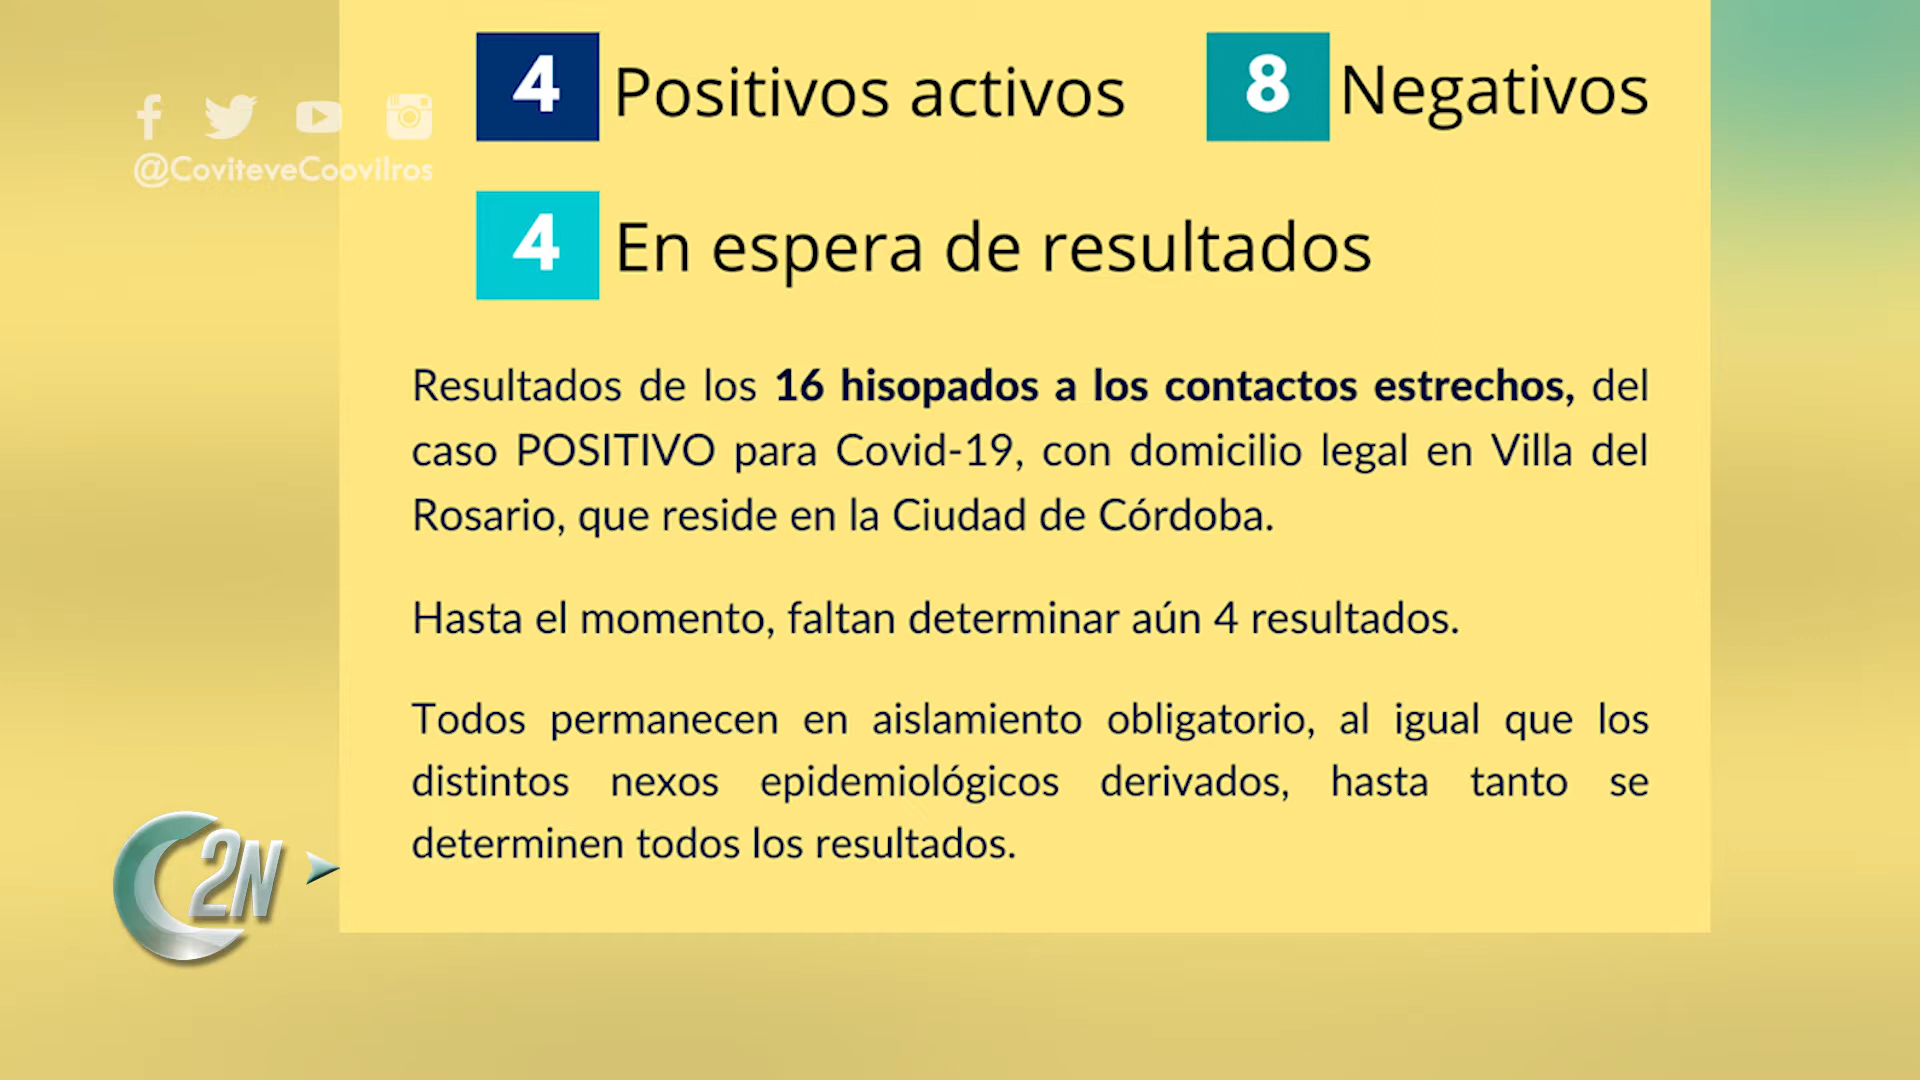 4 Positivos activos 8 Negativos
@CoviteveCoovilros
4 En espera de resultados
Resultados de los 16 hisopados a los contactos estrechos, del
caso POSITIVO para Covid-19, con domicilio legal en Villa del
Rosario, que reside en la Ciudad de Córdoba.
Hasta el momento, faltan determinar aún 4 resultados.
Todos permanecen en aislamiento obligatorio, al igual que los
distintos nexos epidemiológicos derivados, hasta tanto se
determinen todos los resultados.
C2N